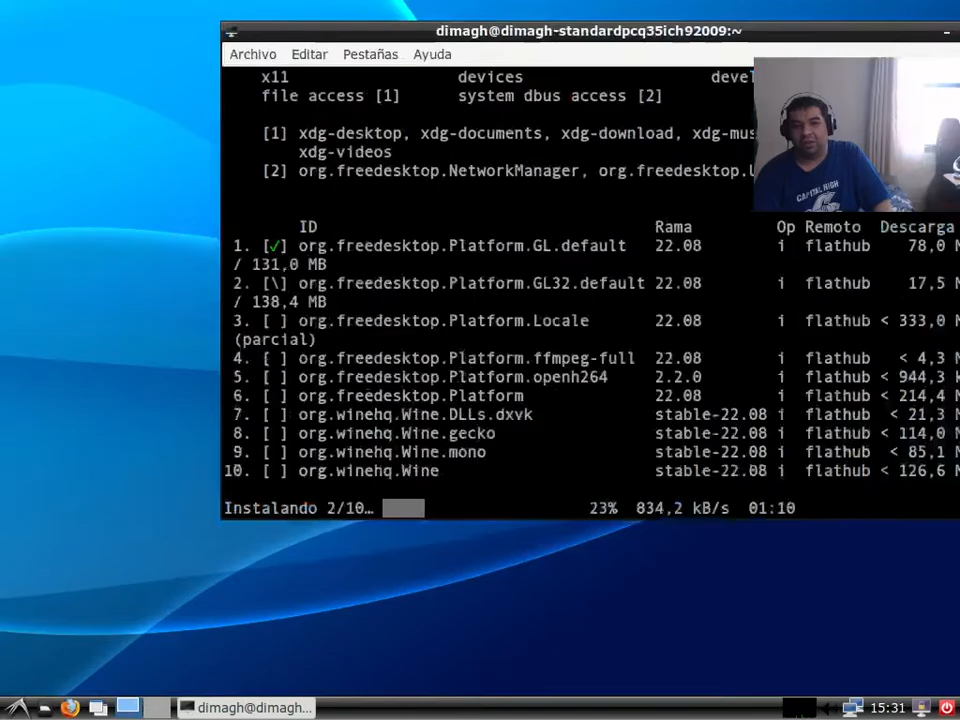 dimagh@dimagh-standardpcq35ich92009:~
Archivo Editar Pestañas Ayuda
x11 devices
file access [1] system dbus access [2]
[1] xdg-desktop, xdg-documents, xdg-download,
xdg-videos
[2] org.freedesktop.NetworkManager,
ID Rama Op Remoto Descarga
1. [✓] org.freedesktop.Platform.GL.default 22.08 i flathub 78,0 M
/ 131,0 MB
2. [\] org.freedesktop.Platform.GL32.default 22.08 i flathub 17,5 M
/ 138,4 MB
3. [ ] org.freedesktop.Platform.Locale 22.08 i flathub < 333,0 M
(parcial)
4. [ ] org.freedesktop.Platform.ffmpeg-full 22.08 i flathub < 4,3 M
5. [ ] org.freedesktop.Platform.openh264 2.2.0 i flathub < 944,3 k
6. [ ] org.freedesktop.Platform 22.08 i flathub < 214,4 M
7. [ ] org.winehq.Wine.DLLs.dxvk stable-22.08 i flathub < 21,3 M
8. [ ] org.winehq.Wine.gecko stable-22.08 i flathub < 114,0 M
9. [ ] org.winehq.Wine.mono stable-22.08 i flathub < 85,1 M
10. [ ] org.winehq.Wine stable-22.08 i flathub < 126,6 M
Instalando 2/10… 23% 834,2 kB/s 01:10
CAPITAL HIGH
dimagh@dimagh... 15:31